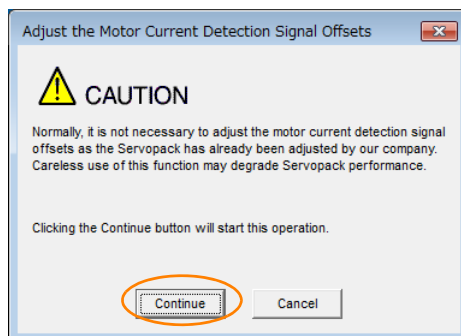 Adjust the Motor Current Detection Signal Offsets
CAUTION
Normally, it is not necessary to adjust the motor current detection signal
offsets as the Servopack has already been adjusted by our company.
Careless use of this function may degrade Servopack performance.
Clicking the Continue button will start this operation.
Continue
Cancel